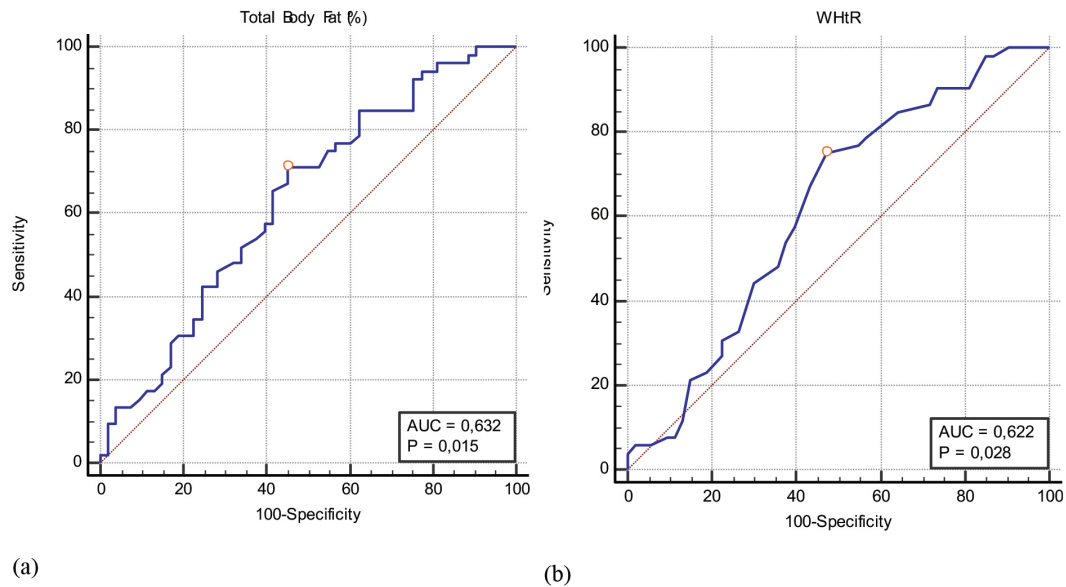 Total Body Fat (%)
100
80
60
40
20
0
Sensitivity
0 20 40 60 80 100
100-Specificity
AUC = 0,632
P = 0,015
(a)
WHtR
100
80
60
40
20
0
Sensitivity
0 20 40 60 80 100
100-Specificity
AUC = 0,622
P = 0,028
(b)